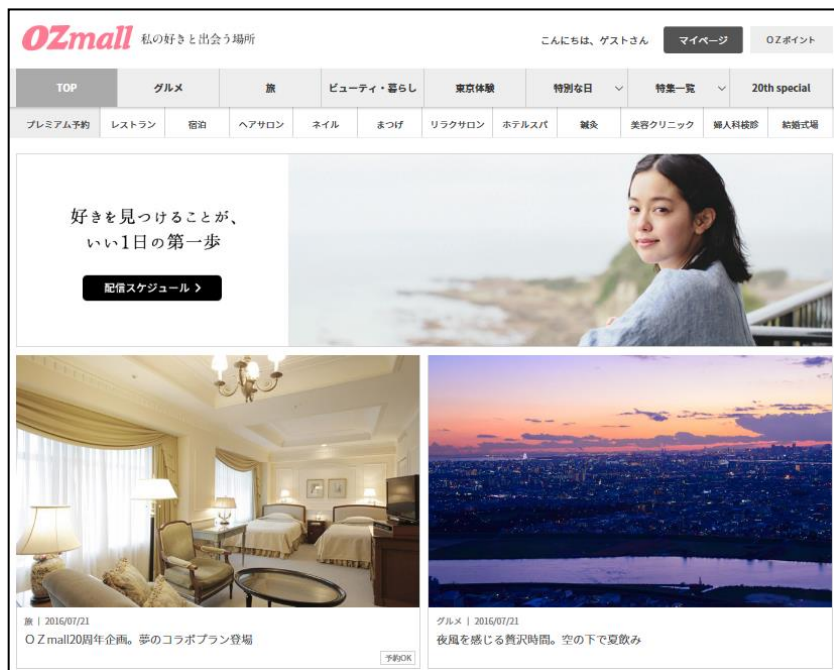 OZmall 私の好きと出会う場所
こんにちは、ゲストさん マイページ OZポイント
TOP グルメ 旅 ビューティ・暮らし 東京体験 特別な日 特集一覧 20th special
プレミアム予約 レストラン 宿泊 ヘアサロン ネイル まつげ リラクサロン ホテルスパ 鍼灸 美容クリニック 婦人科検診 結婚式場
好きを見つけることが、
いい1日の第一歩
配信スケジュール
旅 | 2016/07/21
OZmall20周年企画。夢のコラボプラン登場
予約OK
グルメ | 2016/07/21
夜風を感じる贅沢時間。空の下で夏飲み